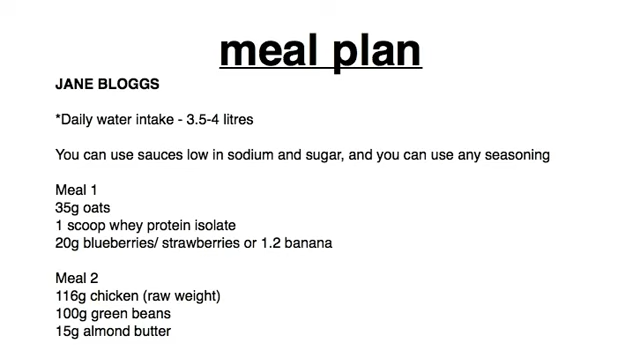 meal plan
JANE BLOGGS
*Daily water intake - 3.5-4 litres
You can use sauces low in sodium and sugar, and you can use any seasoning
Meal 1
35g oats
1 scoop whey protein isolate
20g blueberries/ strawberries or 1.2 banana
Meal 2
116g chicken (raw weight)
100g green beans
15g almond butter